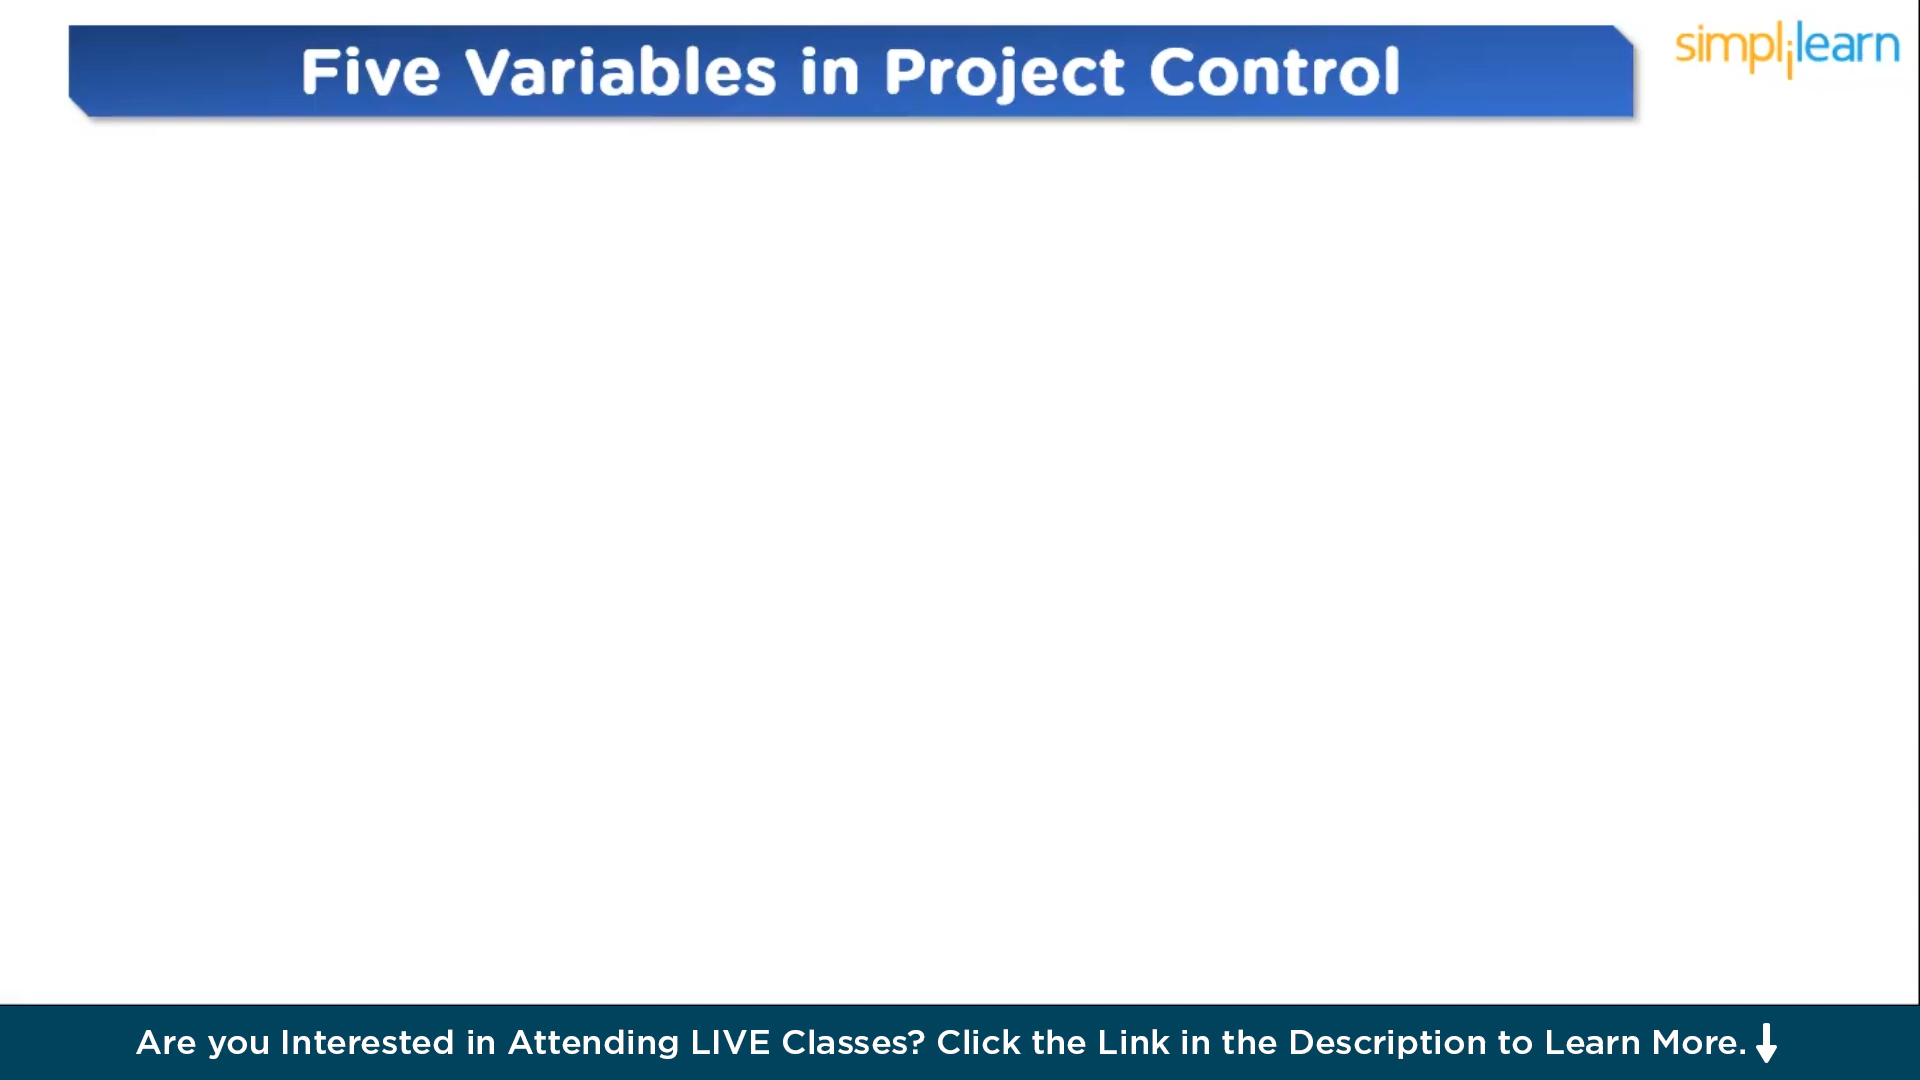 Five Variables in Project Control
simplilearn
Are you Interested in Attending LIVE Classes? Click the Link in the Description to Learn More.